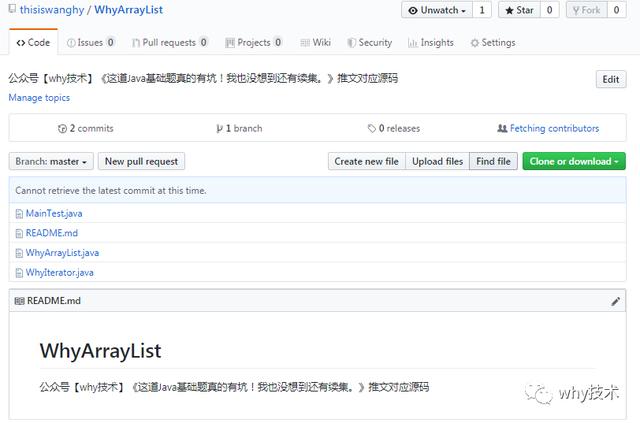 thisiswanghy / WhyArrayList
Unwatch 1 Star 0 Fork 0
Code Issues 0 Pull requests 0 Projects 0 Wiki Security Insights Settings
公众号【why技术】《这道Java基础题真的有坑！我也没想到还有续集。》推文对应源码
Edit
Manage topics
2 commits 1 branch 0 releases Fetching contributors
Branch: master New pull request Create new file Upload files Find file Clone or download
Cannot retrieve the latest commit at this time.
MainTest.java
README.md
WhyArrayList.java
WhyIterator.java
README.md
WhyArrayList
公众号【why技术】《这道Java基础题真的有坑！我也没想到还有续集。》推文对应源码
why技术